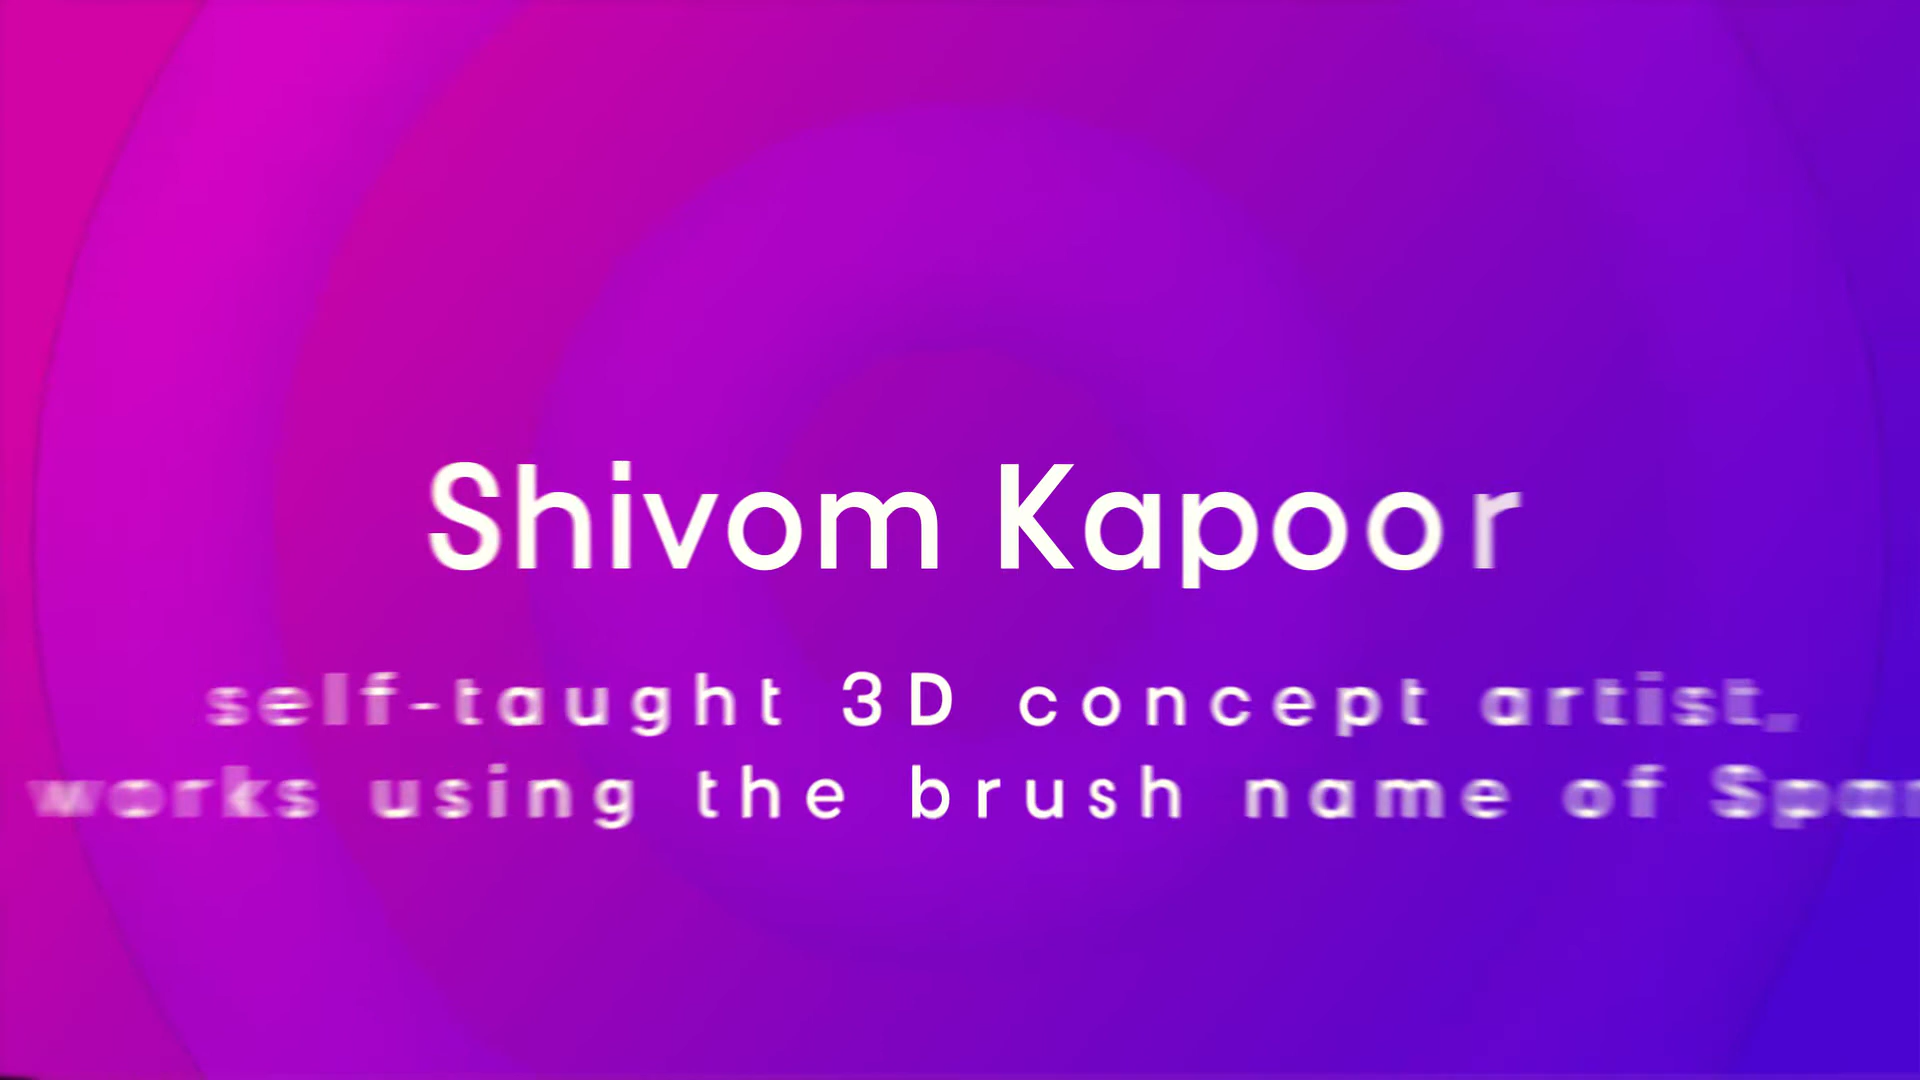 Shivom Kapoor
self-taught 3D concept artist,
works using the brush name of